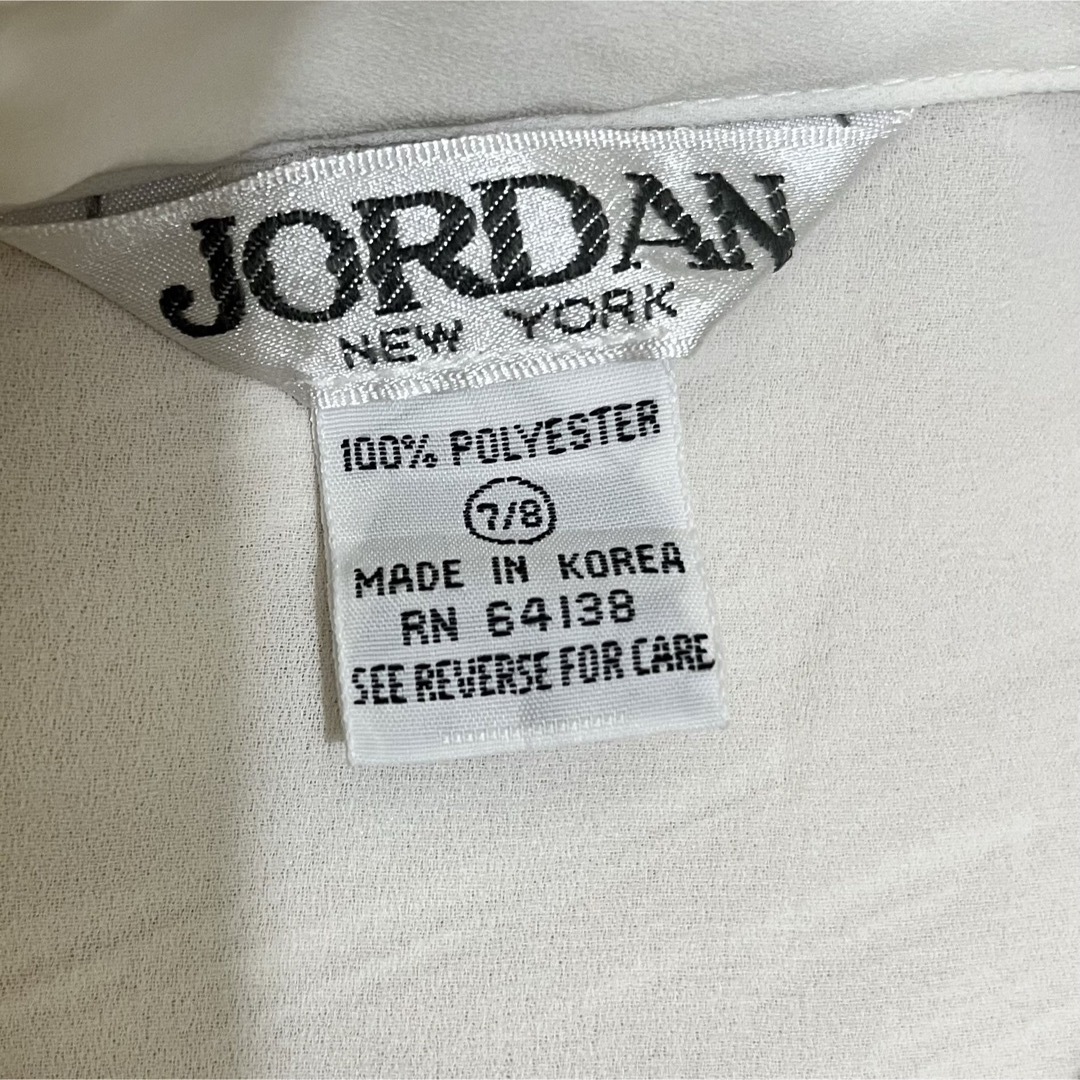 JORDAN
NEW YORK
100% POLYESTER
7/8
MADE IN KOREA
RN 64138
SEE REVERSE FOR CARE